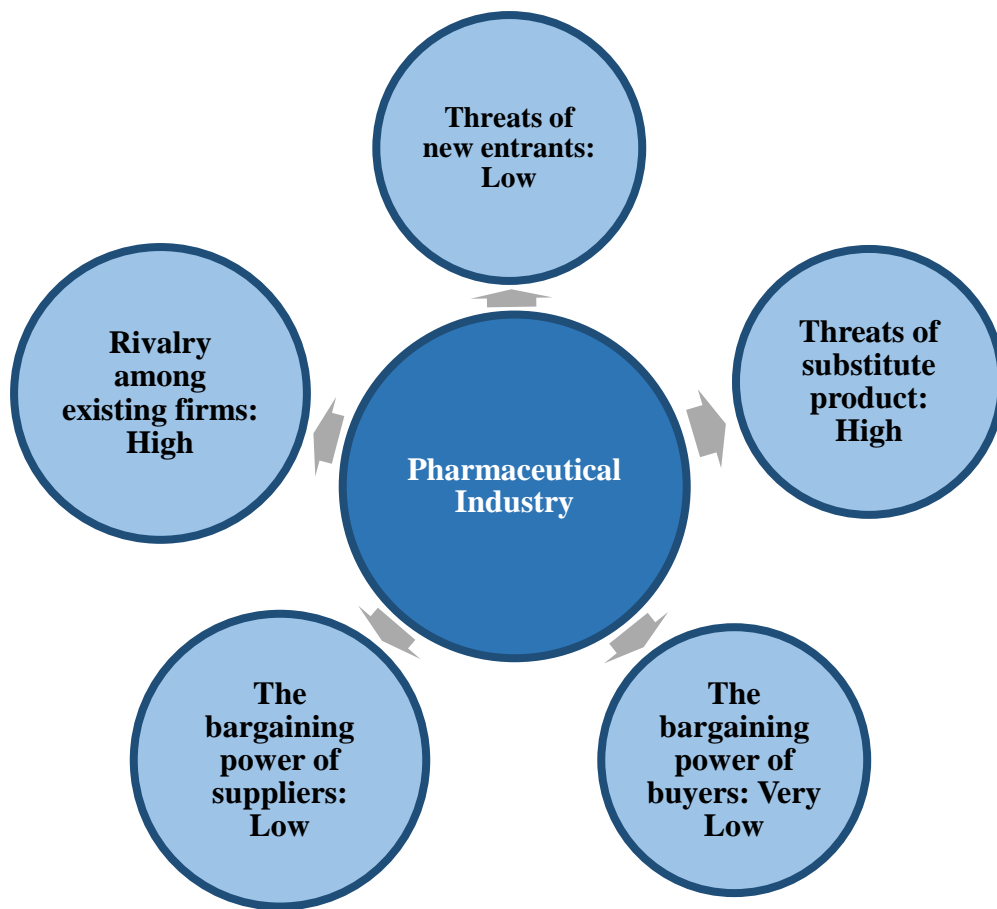 Threats of
new entrants:
Low
Rivalry
among
existing firms:
High
Threats of
substitute
product:
High
Pharmaceutical
Industry
The
bargaining
power of
suppliers:
Low
The
bargaining
power of
buyers: Very
Low